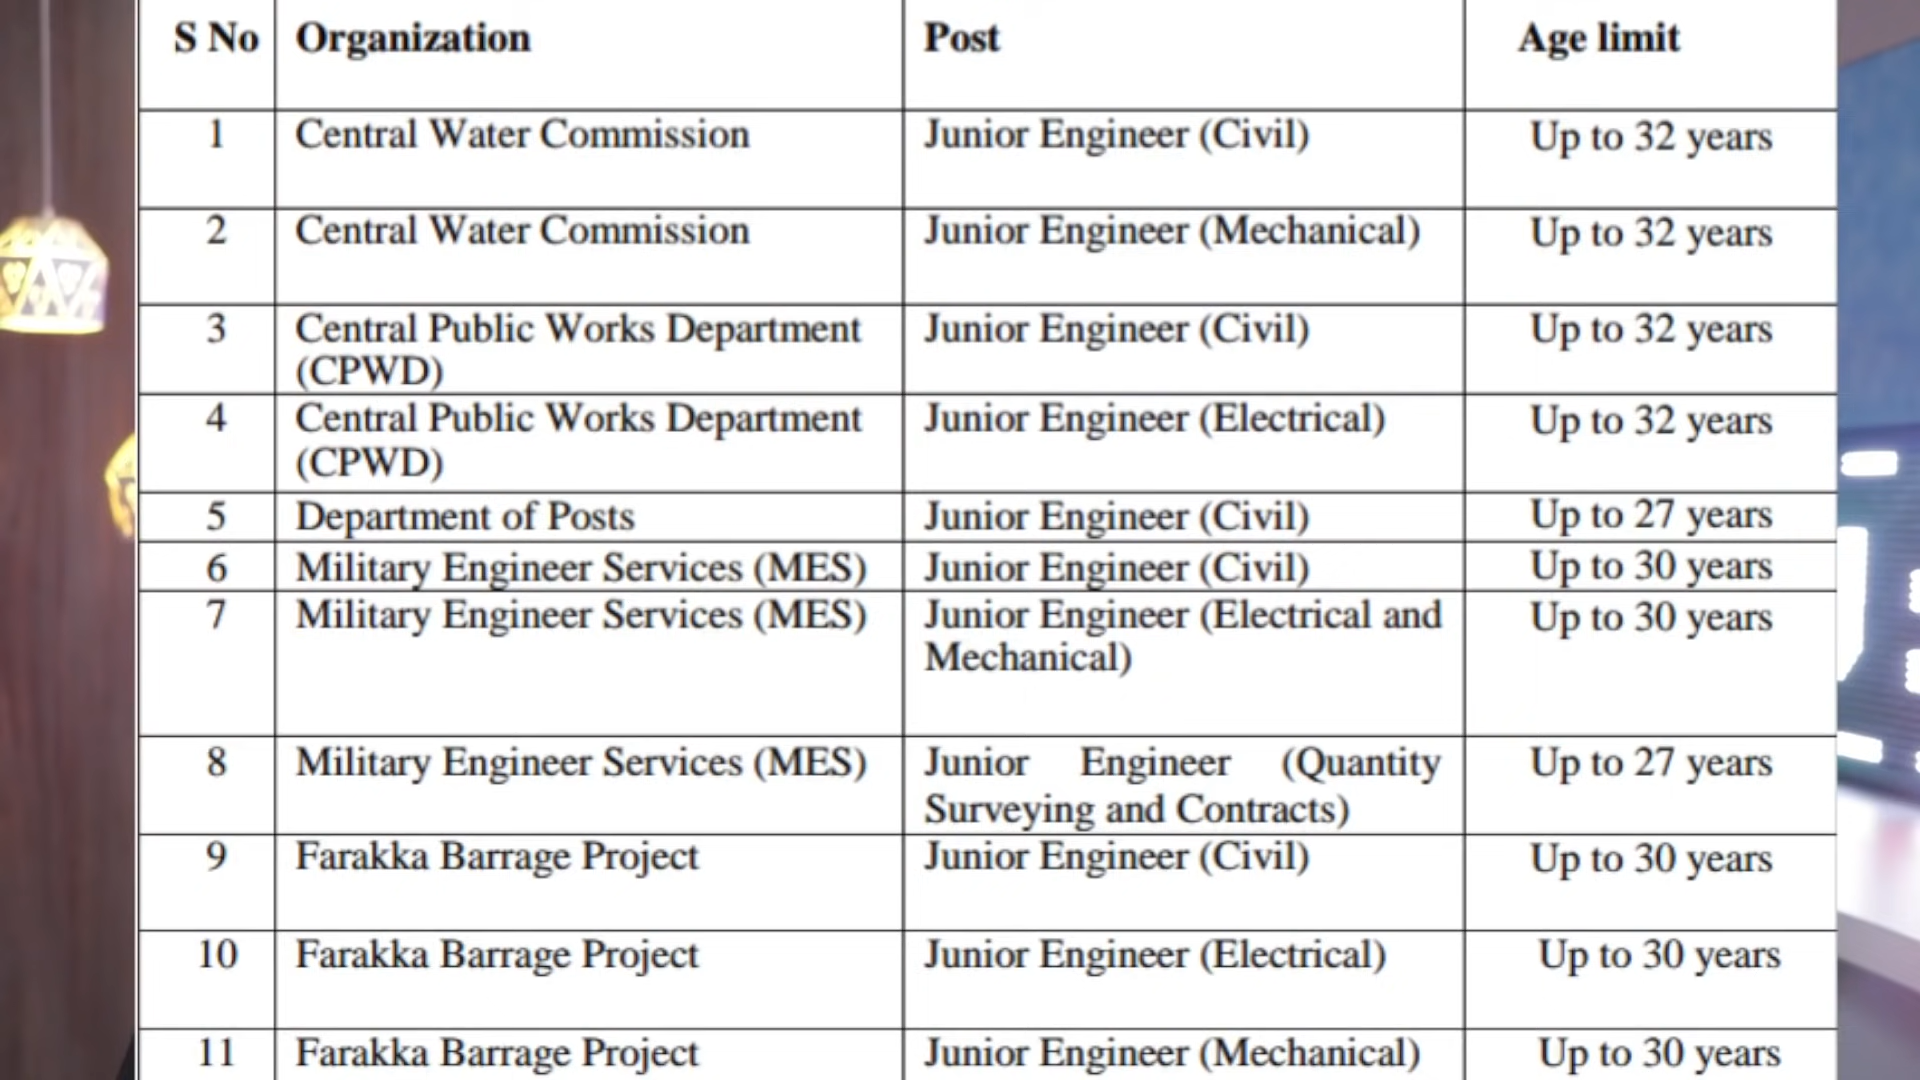 S No Organization Post Age limit
1 Central Water Commission Junior Engineer (Civil) Up to 32 years
2 Central Water Commission Junior Engineer (Mechanical) Up to 32 years
3 Central Public Works Department Junior Engineer (Civil) Up to 32 years
(CPWD)
4 Central Public Works Department Junior Engineer (Electrical) Up to 32 years
(CPWD)
5 Department of Posts Junior Engineer (Civil) Up to 27 years
6 Military Engineer Services (MES) Junior Engineer (Civil) Up to 30 years
7 Military Engineer Services (MES) Junior Engineer (Electrical and Up to 30 years
Mechanical)
8 Military Engineer Services (MES) Junior Engineer (Quantity Up to 27 years
Surveying and Contracts)
9 Farakka Barrage Project Junior Engineer (Civil) Up to 30 years
10 Farakka Barrage Project Junior Engineer (Electrical) Up to 30 years
11 Farakka Barrage Project Junior Engineer (Mechanical) Up to 30 years